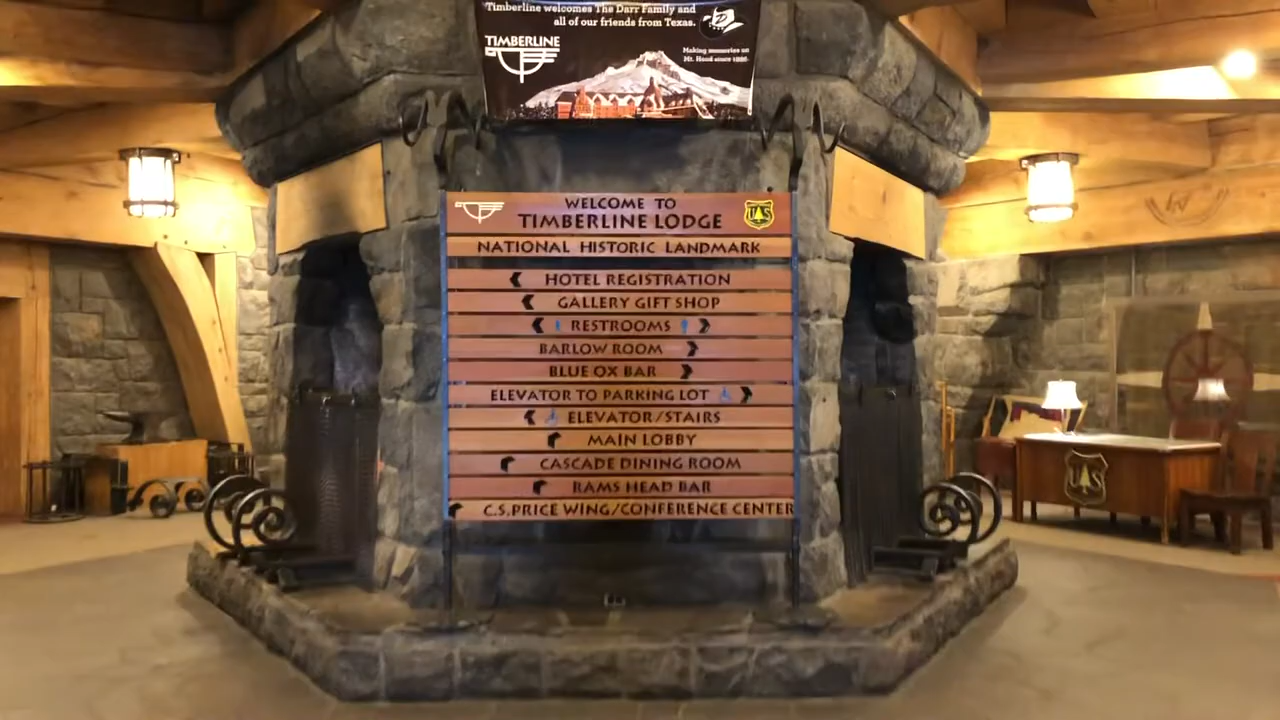 Timberline welcomes The Darr Family and
all of our friends from Texas.
TIMBERLINE
Making memories on
Mt. Hood since
WELCOME TO
TIMBERLINE LODGE
US
NATIONAL HISTORIC LANDMARK
HOTEL REGISTRATION
GALLERY GIFT SHOP
RESTROOMS
BARLOW ROOM
BLUE OX BAR
ELEVATOR TO PARKING LOT
ELEVATOR/STAIRS
MAIN LOBBY
CASCADE DINING ROOM
RAMS HEAD BAR
C.S.PRICE WING/CONFERENCE CENTER